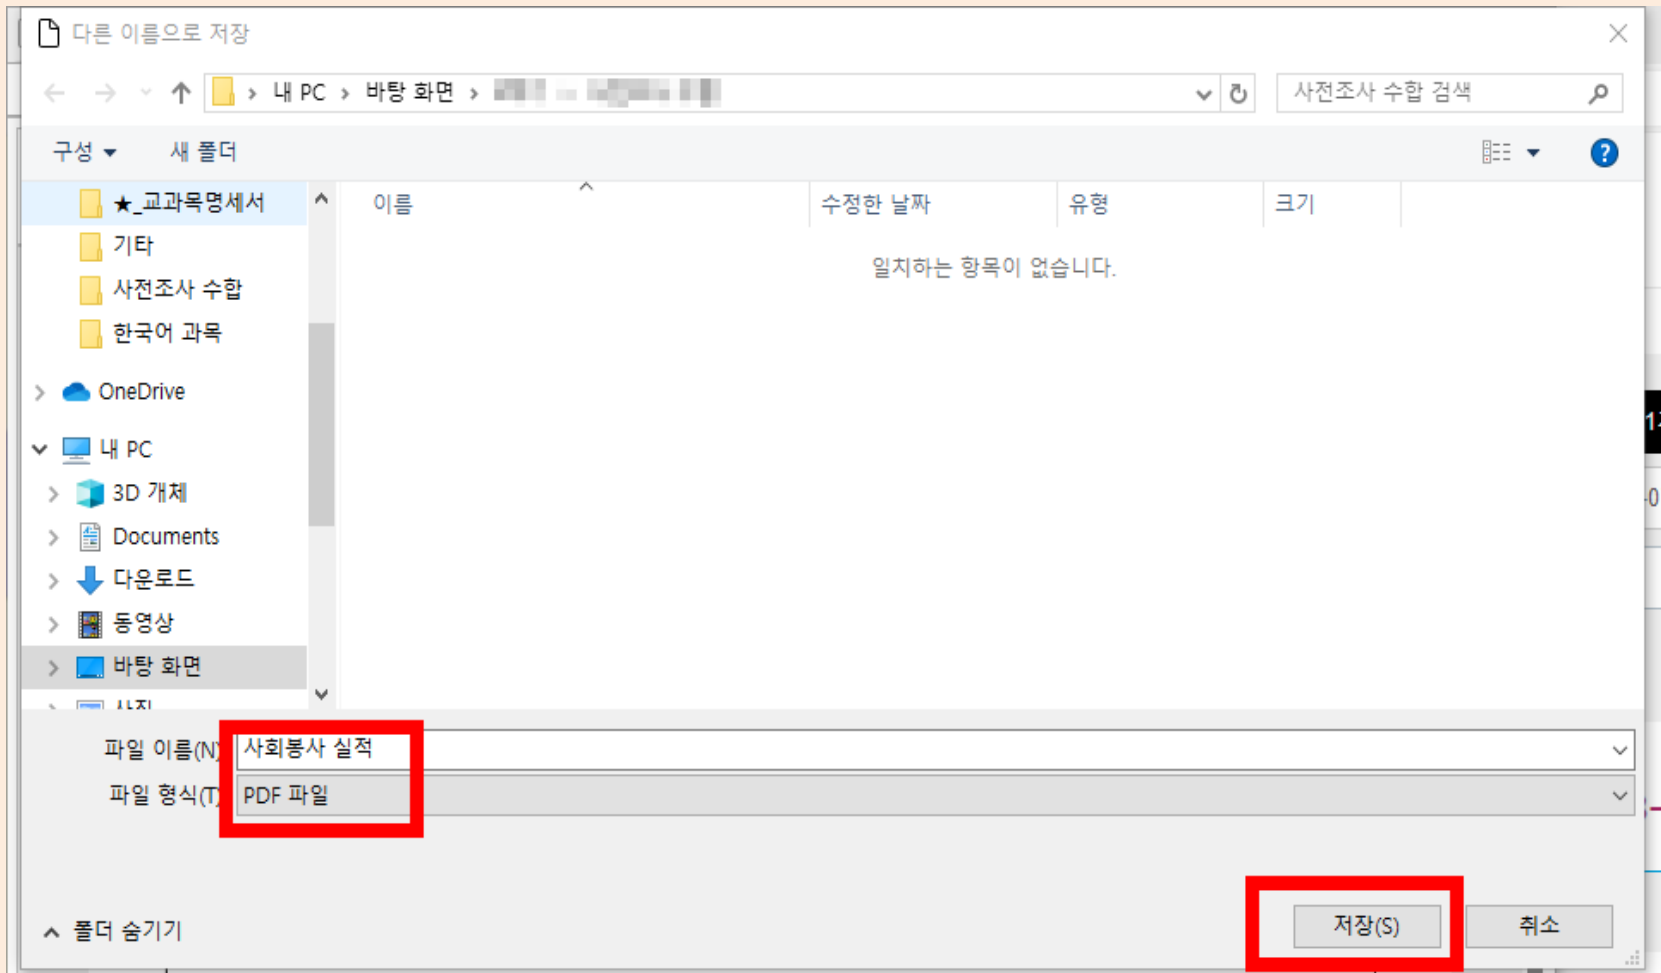 다른 이름으로 저장
내 PC › 바탕 화면 ›
사전조사 수합 검색
구성 새 폴더
이름 수정한 날짜 유형 크기
일치하는 항목이 없습니다.
★_교과목명세서
기타
사전조사 수합
한국어 과목
OneDrive
내 PC
3D 개체
Documents
다운로드
동영상
바탕 화면
파일 이름(N) 사회봉사 실적
파일 형식(T) PDF 파일
폴더 숨기기
저장(S) 취소